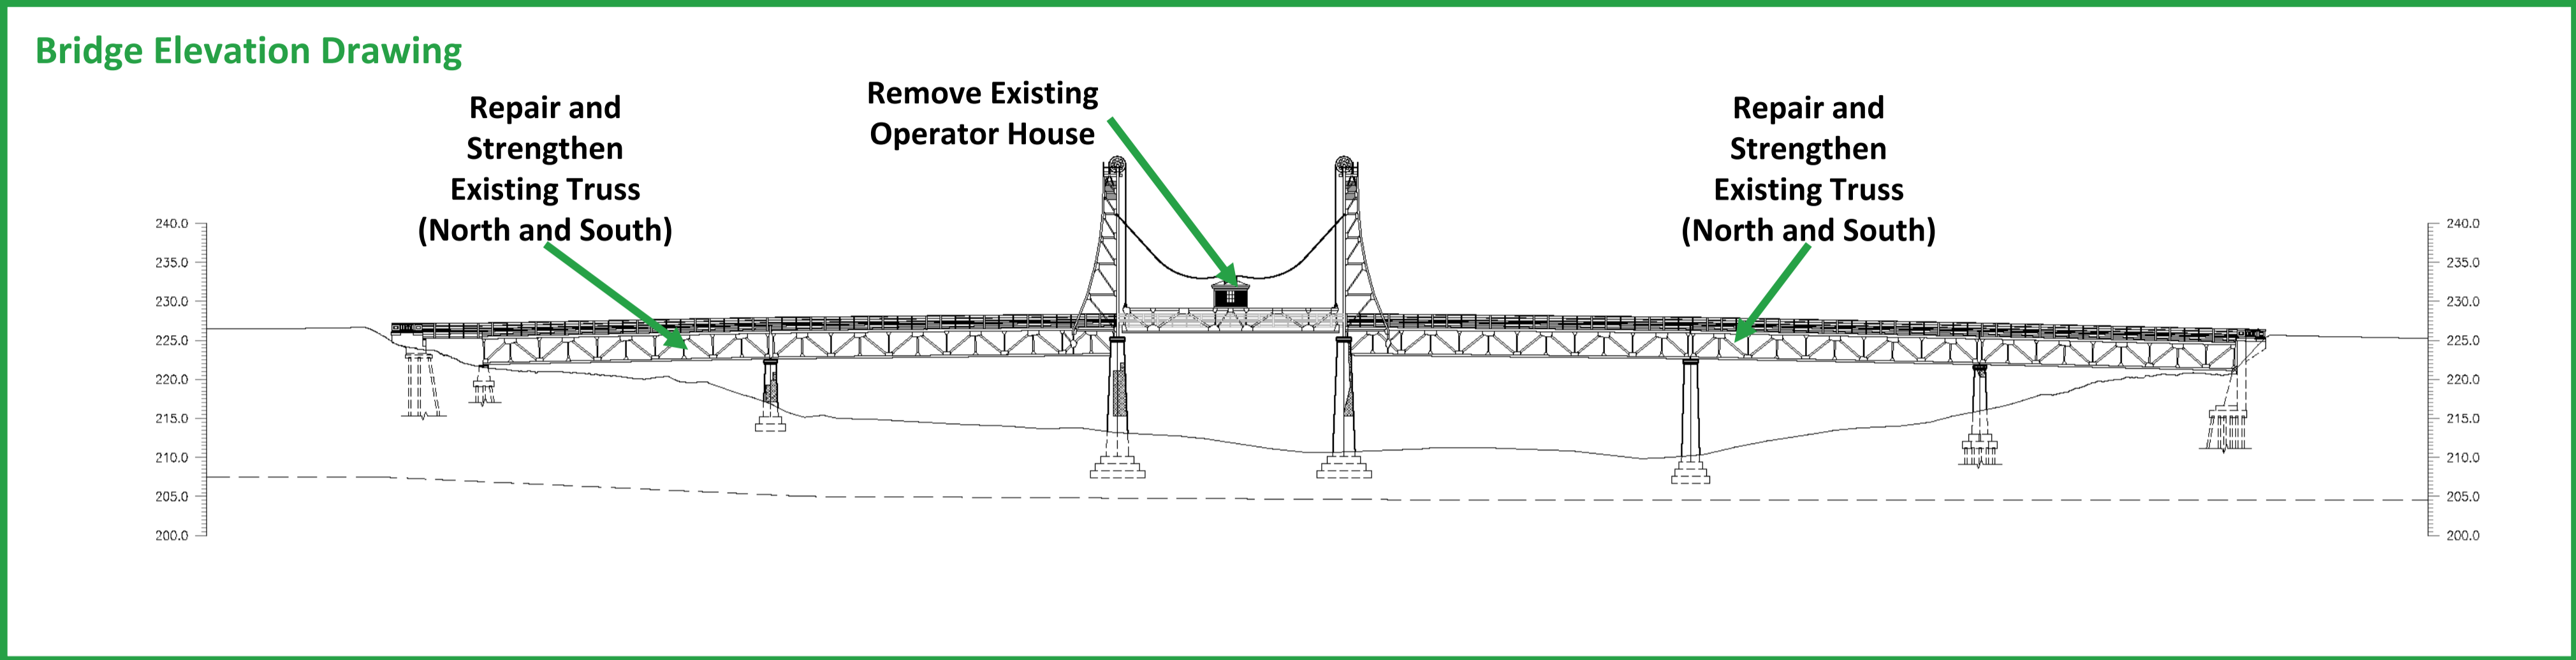 Bridge Elevation Drawing
Repair and
Strengthen
Existing Truss
(North and South)
Remove Existing
Operator House
Repair and
Strengthen
Existing Truss
(North and South)
240.0
235.0
230.0
225.0
220.0
215.0
210.0
205.0
200.0
240.0
235.0
230.0
225.0
220.0
215.0
210.0
205.0
200.0